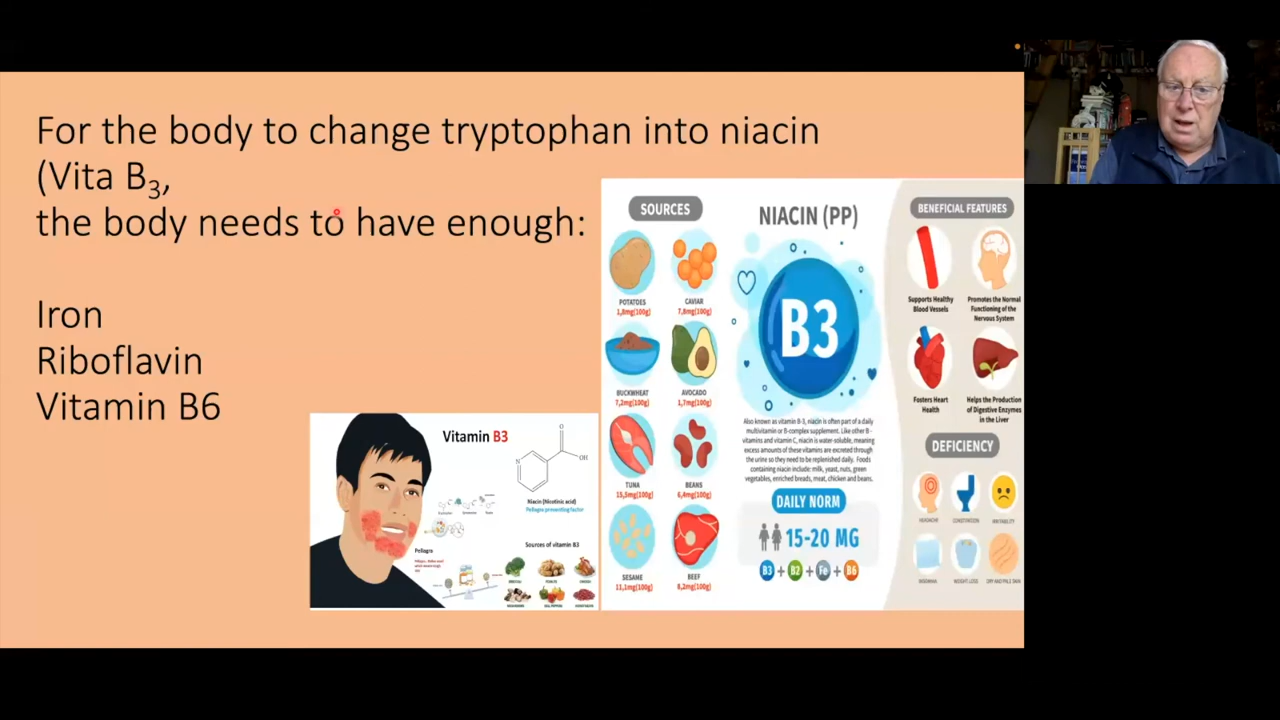 For the body to change tryptophan into niacin
(Vita B3,
the body needs to have enough:
Iron
Riboflavin
Vitamin B6
Vitamin B3
OH
O
N
Niacin (Nicotinic acid)
Pellagra preventing factor
Pellagra
Sources of vitamin B3
SOURCES
POTATOES
1,8mg(100g)
CAVIAR
7,6mg(100g)
BUCKWHEAT
7,2mg(100g)
AVOCADO
1,7mg(100g)
TUNA
15,5mg(100g)
BEANS
6,4mg(100g)
SESAME
11,1mg(100g)
BEEF
8,2mg(100g)
NIACIN (PP)
B3
Also known as vitamin B-3, niacin is often part of a daily
multivitamin or B-complex supplement. Like other B-
vitamins and vitamin C, niacin is water-soluble, meaning
excess amounts of these vitamins are excreted through
the urine so they need to be replenished daily. Foods
containing niacin include: milk, yeast, nuts, green
vegetables, enriched breads, meat, chicken and beans.
DAILY NORM
15-20 MG
B3 + B2 + Fe + B6
BENEFICIAL FEATURES
Supports Healthy
Blood Vessels
Promotes the Normal
Functioning of the
Nervous System
Fosters Heart
Health
Helps the Production
of Digestive Enzymes
in the Liver
DEFICIENCY
HEADACHE
CONSTIPATION
IRRITABILITY
INSOMNIA
WEIGHT LOSS
DRY AND PALE SKIN